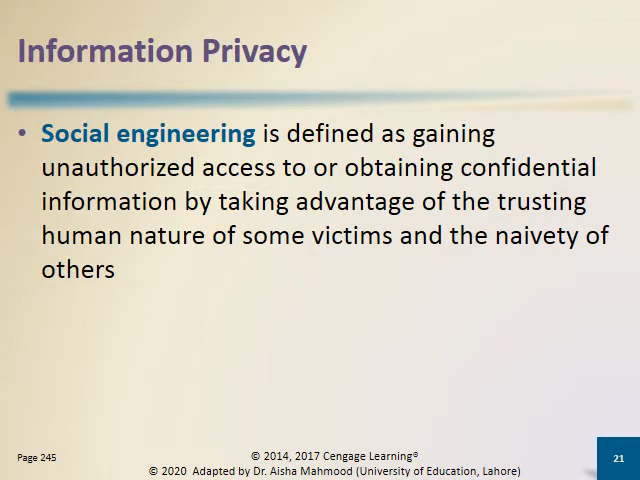 Information Privacy
• Social engineering is defined as gaining
unauthorized access to or obtaining confidential
information by taking advantage of the trusting
human nature of some victims and the naivety of
others
Page 245
© 2014, 2017 Cengage Learning®
© 2020 Adapted by Dr. Aisha Mahmood (University of Education, Lahore)
21